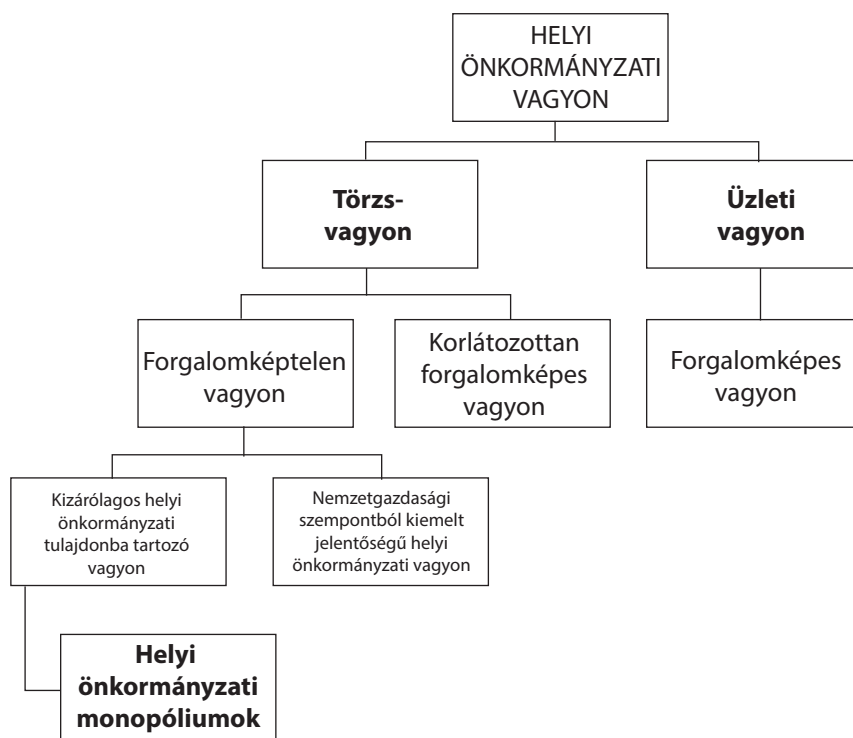 HELYI
ÖNKORMÁNYZATI
VAGYON
Törzs-
vagyon
Üzleti
vagyon
Forgalomképtelen
vagyon
Korlátozottan
forgalomképes
vagyon
Forgalomképes
vagyon
Kizárólagos helyi
önkormányzati
tulajdonba tartozó
vagyon
Nemzetgazdasági
szempontból kiemelt
jelentőségű helyi
önkormányzati vagyon
Helyi
önkormányzati
monopóliumok